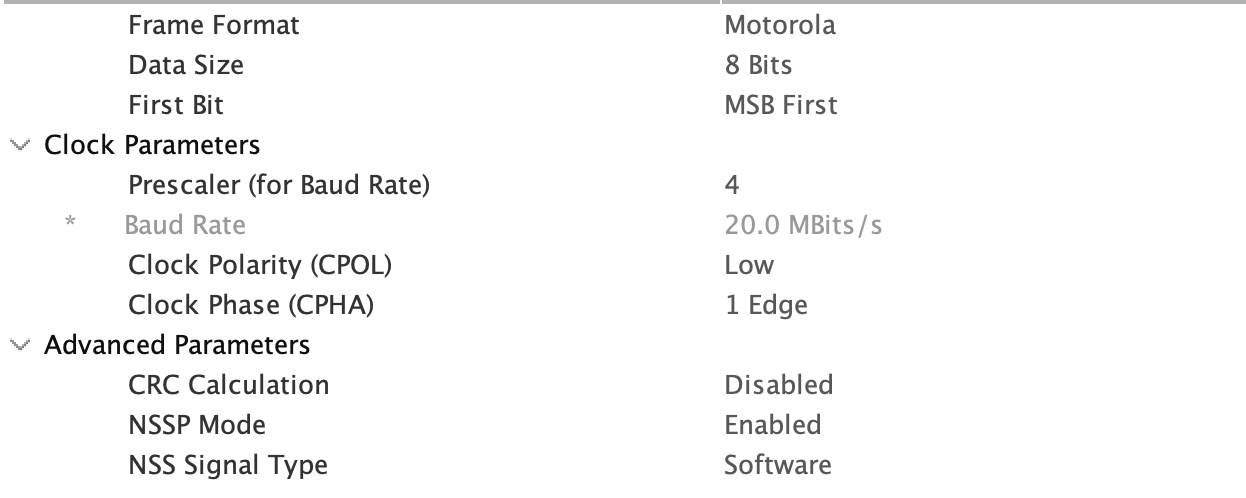 Frame Format Motorola
Data Size 8 Bits
First Bit MSB First
Clock Parameters
Prescaler (for Baud Rate) 4
* Baud Rate 20.0 MBits/s
Clock Polarity (CPOL) Low
Clock Phase (CPHA) 1 Edge
Advanced Parameters
CRC Calculation Disabled
NSSP Mode Enabled
NSS Signal Type Software